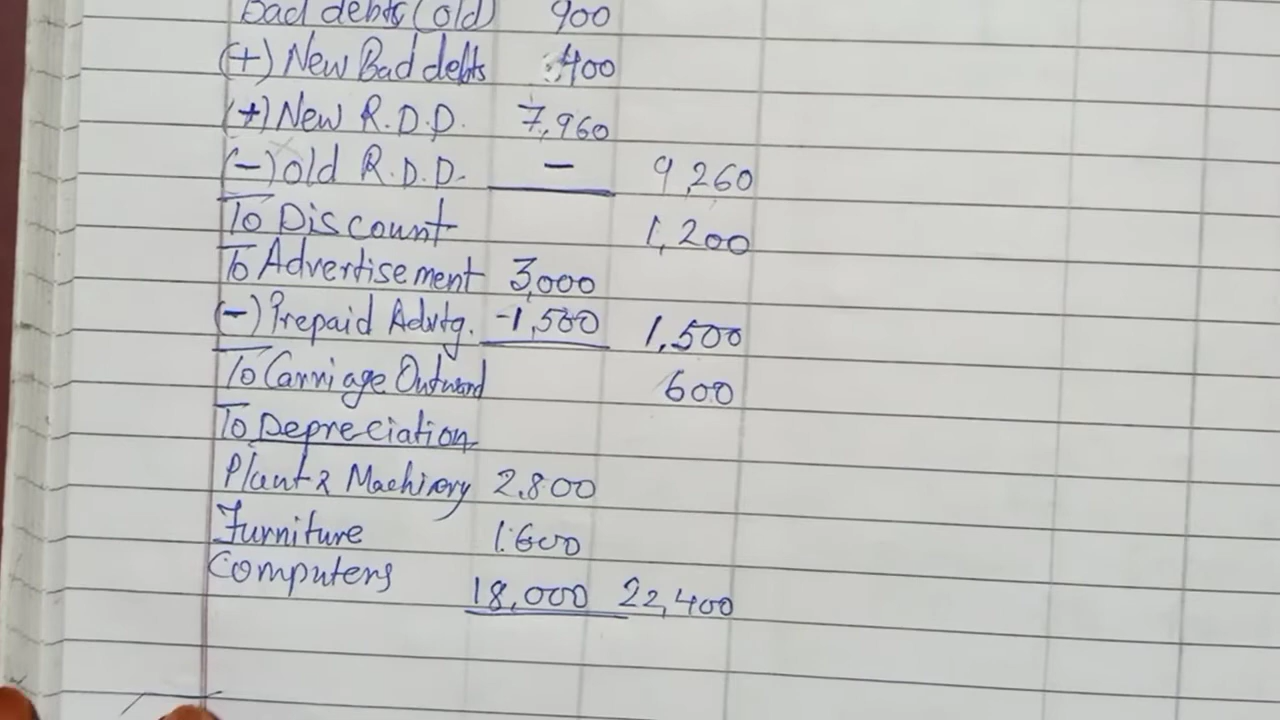 Bad debts (old) 900
(+) New Bad debts 400
(+) New R.D.D. 7,960
(-) old R.D.D. - 9,260
To Discount 1,200
To Advertisement 3,000
(-) Prepaid Advtg. -1,500 1,500
To Carriage Outward 600
To Depreciation
Plant & Machinery 2,800
Furniture 1,600
Computers 18,000 22,400